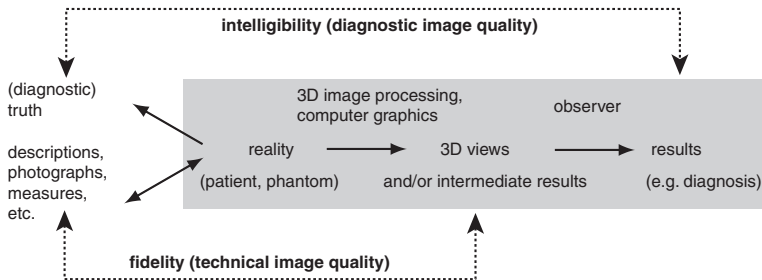 intelligibility (diagnostic image quality)
(diagnostic)
truth
3D image processing,
computer graphics
observer
descriptions,
photographs,
measures,
etc.
reality
3D views
results
(patient, phantom)
and/or intermediate results
(e.g. diagnosis)
fidelity (technical image quality)